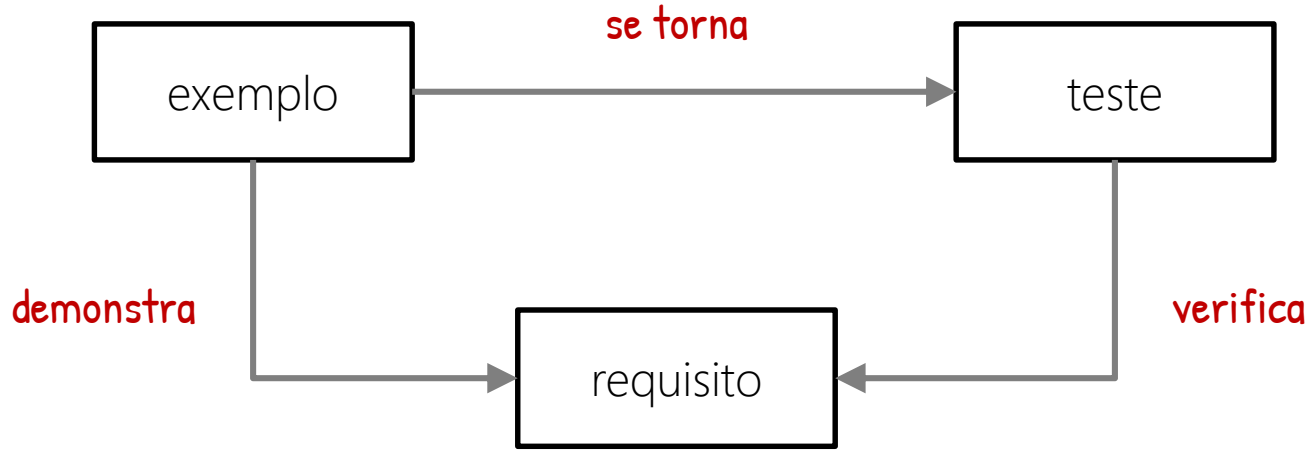 se torna
exemplo
teste
demonstra
verifica
requisito